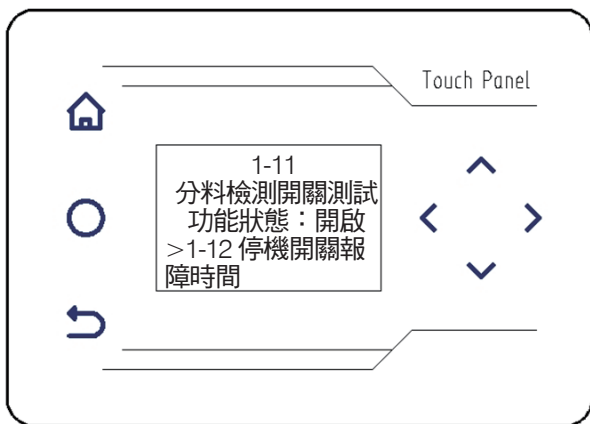 Touch Panel
1-11
分料檢測開關測試
功能狀態：開啟
>1-12 停機開關報
障時間